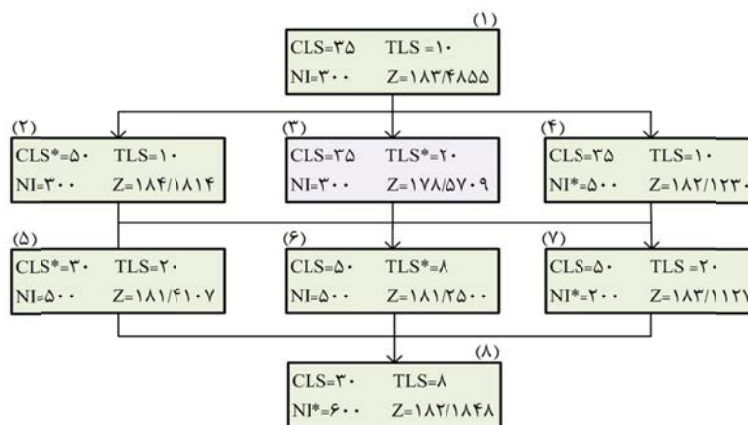 (۱)
CLS=۳۵ TLS =۱۰
NI=۳۰۰ Z=۱۸۳/۴۸۵۵
(۲) (۳) (۴)
CLS*=۵۰ TLS=۱۰
NI=۳۰۰ Z=۱۸۴/۱۸۱۴
CLS=۳۵ TLS*=۲۰
NI=۳۰۰ Z=۱۷۸/۵۷۰۹
CLS=۳۵ TLS=۱۰
NI*=۵۰۰ Z=۱۸۲/۱۲۳۰
(۵) (۶) (۷)
CLS*=۳۰ TLS=۲۰
NI=۵۰۰ Z=۱۸۱/۴۱۰۷
CLS=۵۰ TLS*=۸
NI=۵۰۰ Z=۱۸۱/۲۵۰۰
CLS=۵۰ TLS =۲۰
NI*=۲۰۰ Z=۱۸۳/۱۱۲۷
(۸)
CLS=۳۰ TLS=۸
NI*=۶۰۰ Z=۱۸۲/۱۸۴۸